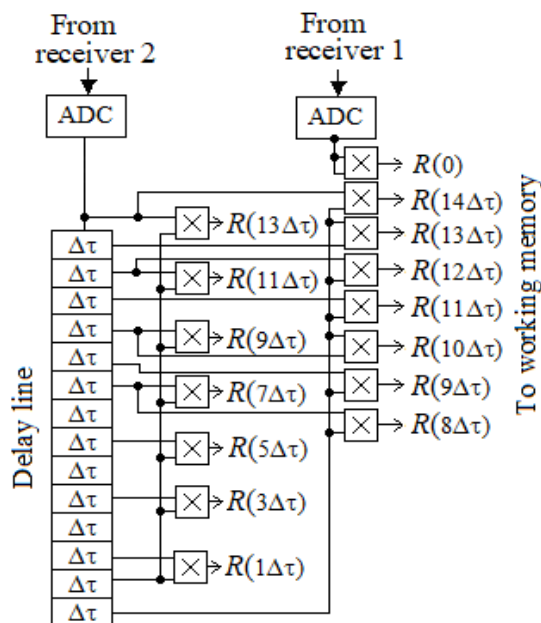 From
receiver 2
From
receiver 1
ADC
ADC
R(0)
R(14Δτ)
R(13Δτ)
R(12Δτ)
R(11Δτ)
R(10Δτ)
R(9Δτ)
R(8Δτ)
R(13Δτ)
R(11Δτ)
R(9Δτ)
R(7Δτ)
R(5Δτ)
R(3Δτ)
R(1Δτ)
Δτ
Δτ
Δτ
Δτ
Δτ
Δτ
Δτ
Δτ
Δτ
Δτ
Δτ
Δτ
Δτ
Δτ
Delay line
To working memory